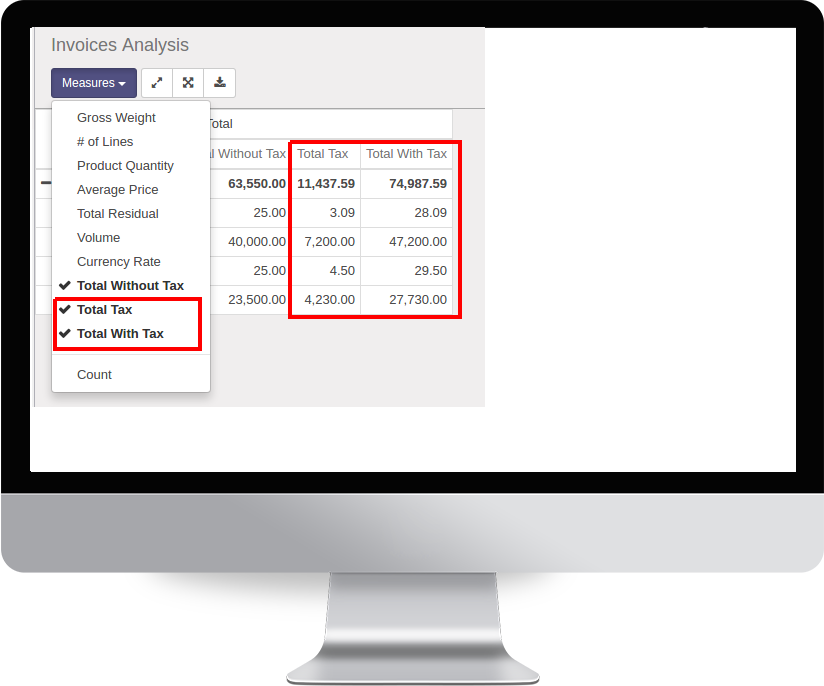 Invoices Analysis
Measures
Gross Weight
# of Lines
Product Quantity
Average Price
Total Residual
Volume
Currency Rate
Total Without Tax
Total Tax
Total With Tax
Count
Total
Without Tax Total Tax Total With Tax
63,550.00 11,437.59 74,987.59
25.00 3.09 28.09
40,000.00 7,200.00 47,200.00
25.00 4.50 29.50
23,500.00 4,230.00 27,730.00